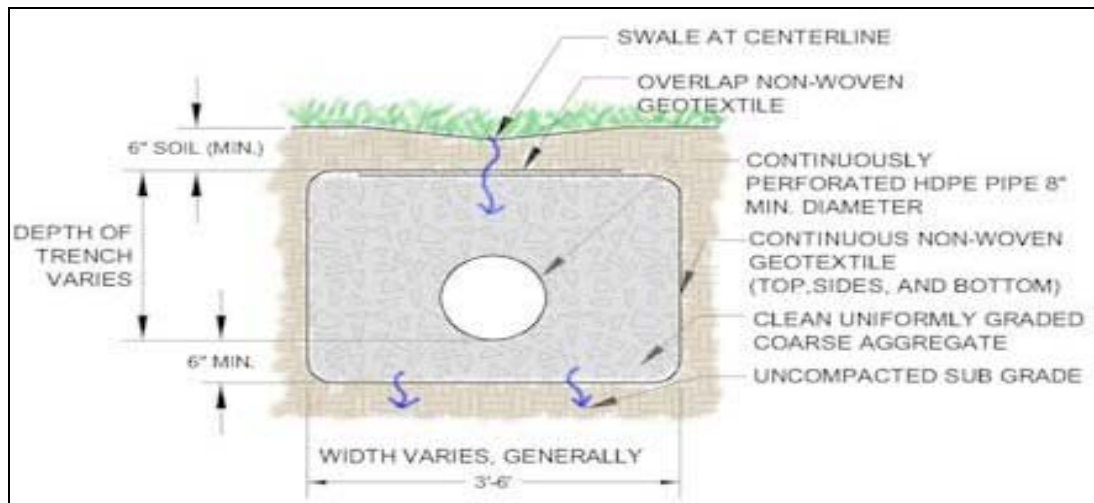 SWALE AT CENTERLINE
OVERLAP NON-WOVEN
GEOTEXTILE
6" SOIL (MIN.)
CONTINUOUSLY
PERFORATED HDPE PIPE 8"
MIN. DIAMETER
DEPTH OF
TRENCH
VARIES
CONTINUOUS NON-WOVEN
GEOTEXTILE
(TOP,SIDES, AND BOTTOM)
CLEAN UNIFORMLY GRADED
COARSE AGGREGATE
6" MIN.
UNCOMPACTED SUB GRADE
WIDTH VARIES, GENERALLY
3'-6'